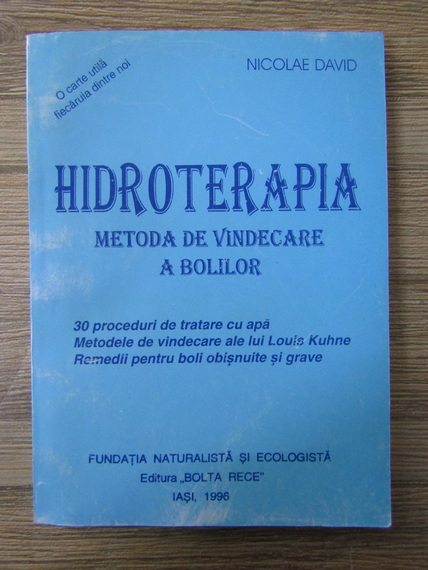 O carte utilă
fiecăruia dintre noi
NICOLAE DAVID
HIDROTERAPIA
METODA DE VINDECARE
A BOLILOR
30 proceduri de tratare cu apă
Metodele de vindecare ale lui Louis Kuhne
Remedii pentru boli obişnuite şi grave
FUNDAŢIA NATURALISTĂ ŞI ECOLOGISTĂ
Editura „BOLTA RECE"
IAŞI, 1996